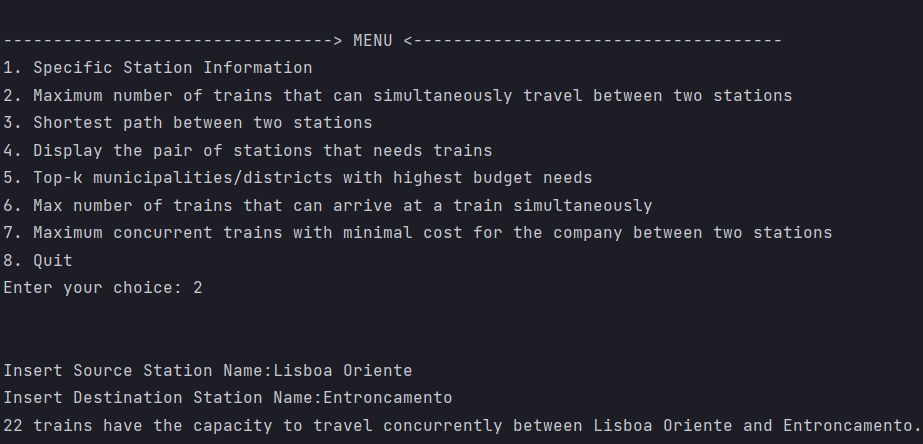 ---------------------------------> MENU <-------------------------------------
1. Specific Station Information
2. Maximum number of trains that can simultaneously travel between two stations
3. Shortest path between two stations
4. Display the pair of stations that needs trains
5. Top-k municipalities/districts with highest budget needs
6. Max number of trains that can arrive at a train simultaneously
7. Maximum concurrent trains with minimal cost for the company between two stations
8. Quit
Enter your choice: 2
Insert Source Station Name:Lisboa Oriente
Insert Destination Station Name:Entroncamento
22 trains have the capacity to travel concurrently between Lisboa Oriente and Entroncamento.